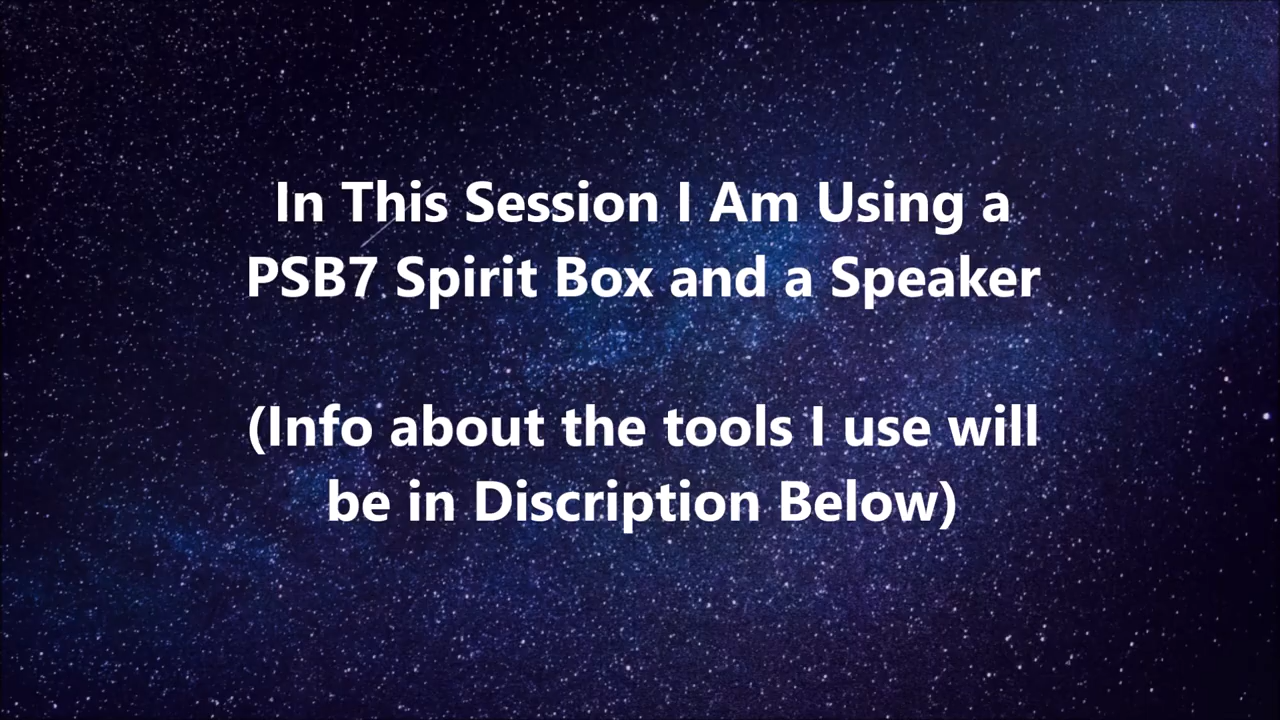 In This Session I Am Using a
PSB7 Spirit Box and a Speaker
(Info about the tools I use will
be in Discription Below)